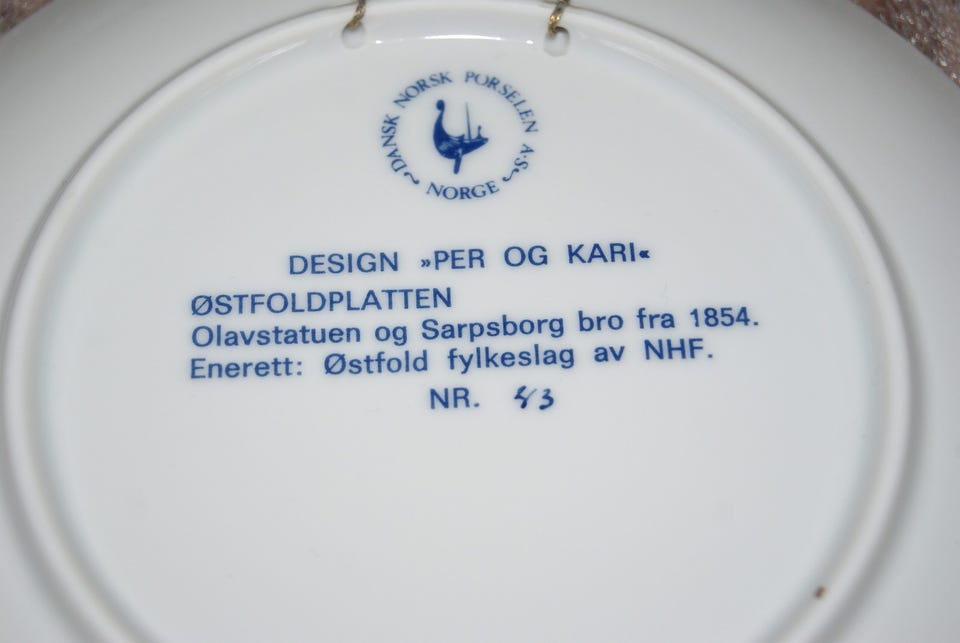 DANSK NORSK PORSELEN A·S·
NORGE
DESIGN »PER OG KARI«
ØSTFOLDPLATTEN
Olavstatuen og Sarpsborg bro fra 1854.
Enerett: Østfold fylkeslag av NHF.
NR.